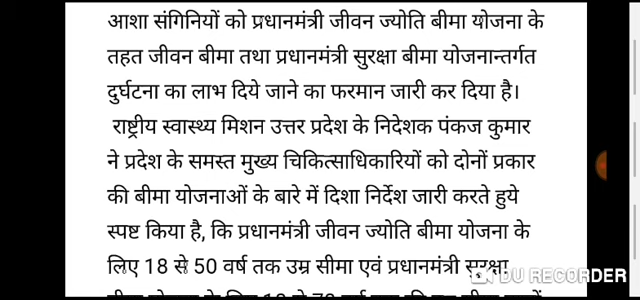 आशा संगिनियों को प्रधानमंत्री जीवन ज्योति बीमा योजना के
तहत जीवन बीमा तथा प्रधानमंत्री सुरक्षा बीमा योजनान्तर्गत
दुर्घटना का लाभ दिये जाने का फरमान जारी कर दिया है।
राष्ट्रीय स्वास्थ्य मिशन उत्तर प्रदेश के निदेशक पंकज कुमार
ने प्रदेश के समस्त मुख्य चिकित्साधिकारियों को दोनों प्रकार
की बीमा योजनाओं के बारे में दिशा निर्देश जारी करते हुये
स्पष्ट किया है, कि प्रधानमंत्री जीवन ज्योति बीमा योजना के
लिए 18 से 50 वर्ष तक उम्र सीमा एवं प्रधानमंत्री सुरक्षा
DU RECORDER